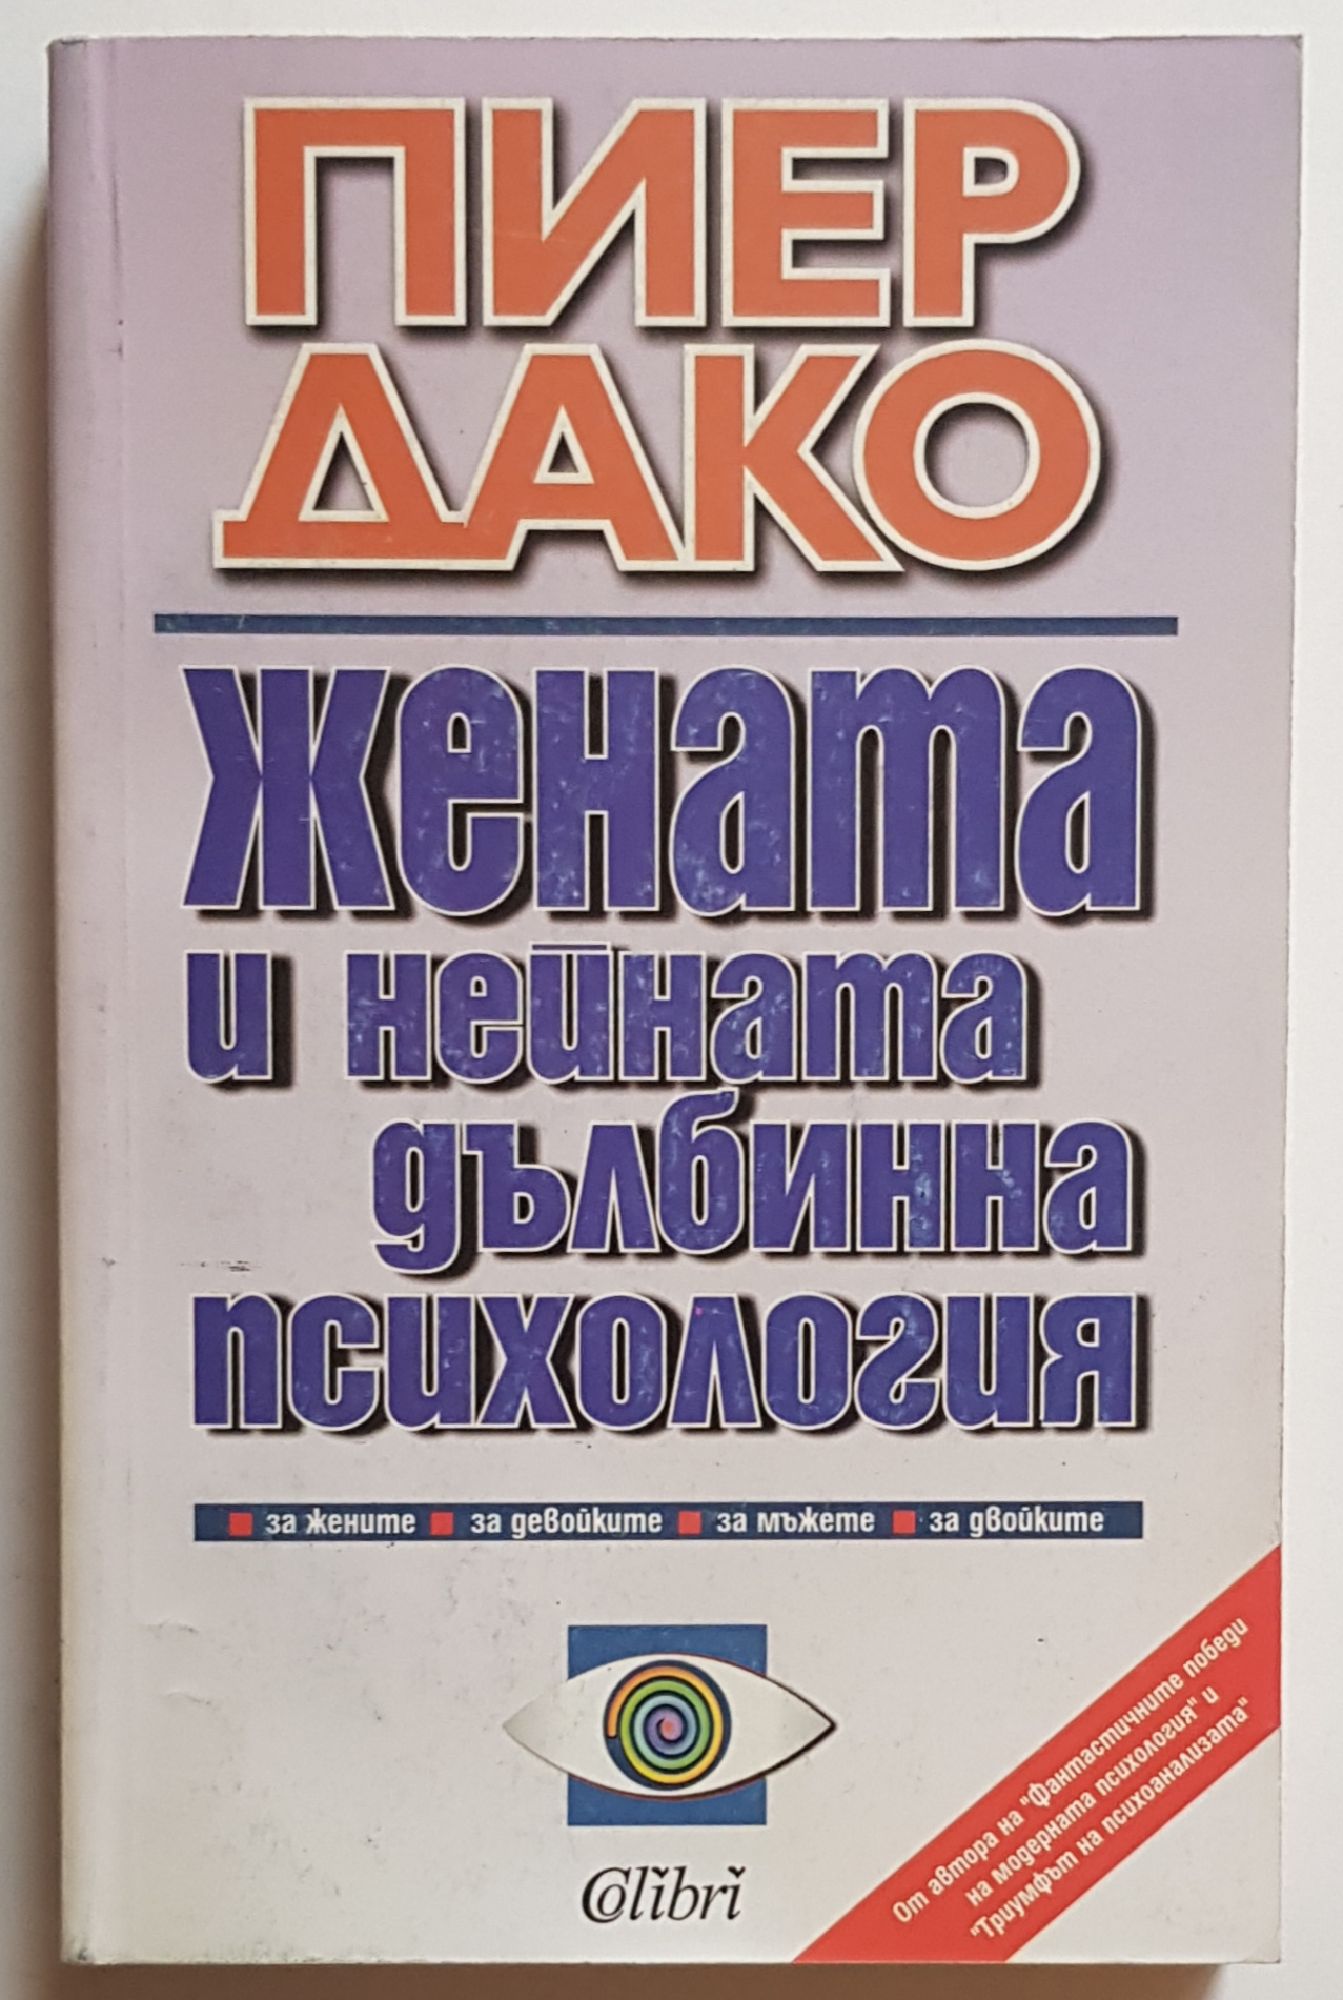 ПИЕР
ДАКО
Жената
и нейната
дълбинна
психология
за жените за девойките за мъжете за двойките
От автора на "Фантастичните победи
на модерната психология" и
"Триумфът на психоанализата"
Colibri